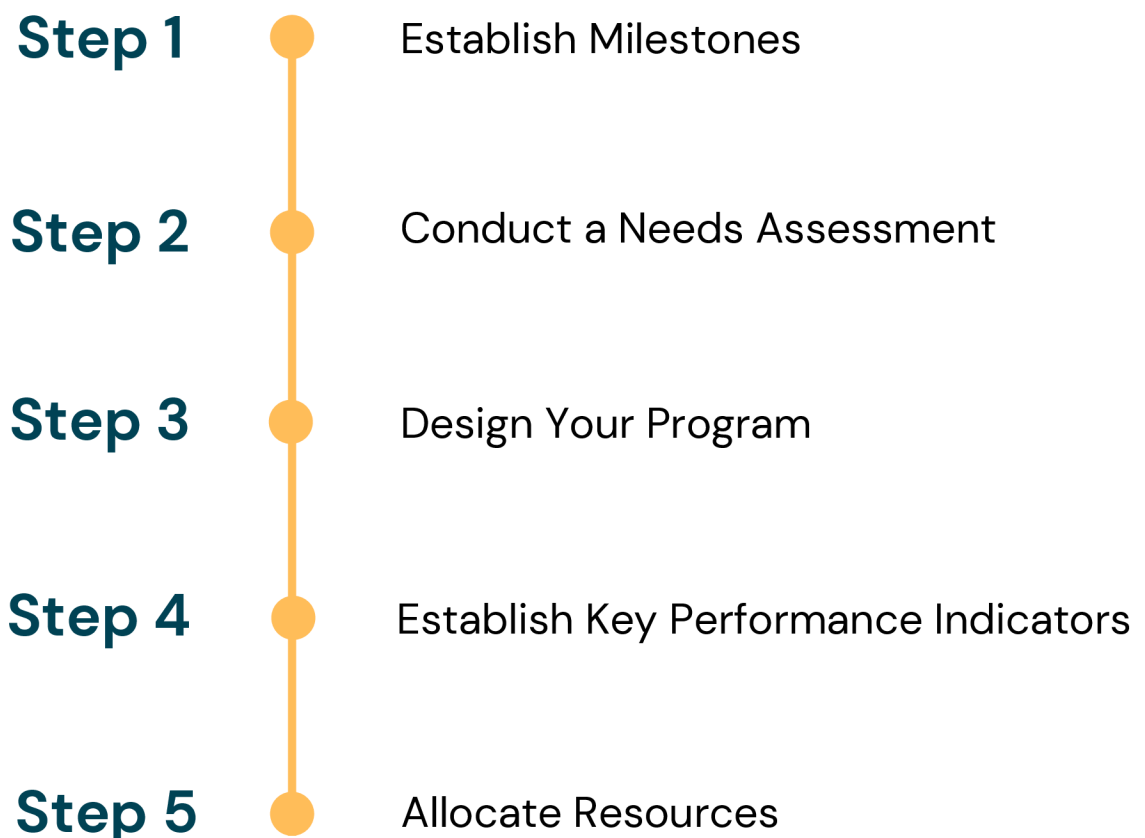 Step 1 Establish Milestones
Step 2 Conduct a Needs Assessment
Step 3 Design Your Program
Step 4 Establish Key Performance Indicators
Step 5 Allocate Resources